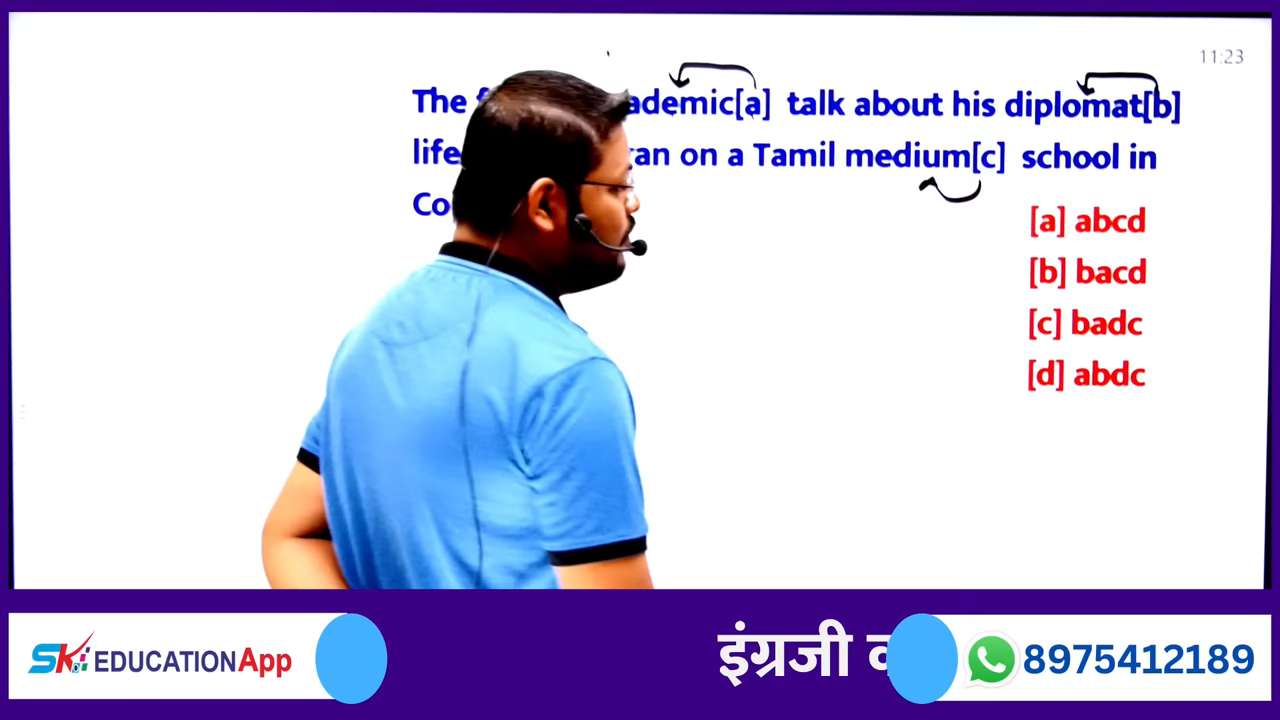 11:23
The ademic[a] talk about his diplomat[b]
life an on a Tamil medium[c] school in
Co
[a] abcd
[b] bacd
[c] badc
[d] abdc
SK EDUCATIONApp
इंग्रजी
8975412189